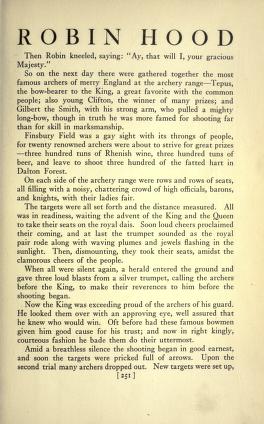 ROBIN HOOD
Then Robin kneeled, saying: "Ay, that will I, your gracious
Majesty."
So on the next day there were gathered together the most
famous archers of merry England at the archery range—Tepus,
the bow-bearer to the King, a great favorite with the common
people; also young Clifton, the winner of many prizes; and
Gilbert the Smith, with his strong arm, who pulled a mighty
long-bow, though in truth he was more famed for shooting far
than for skill in marksmanship.
Finsbury Field was a gay sight with its throngs of people,
for twenty renowned archers were about to strive for great prizes
—three hundred tuns of Rhenish wine, three hundred tuns of
beer, and leave to shoot three hundred of the fatted hart in
Dalton Forest.
On each side of the archery range were rows and rows of seats,
all filling with a noisy, chattering crowd of high officials, barons,
and knights, with their ladies fair.
The targets were all set forth and the distance measured. All
was in readiness, waiting the advent of the King and the Queen
to take their seats on the royal dais. Soon loud cheers proclaimed
their coming, and at last the trumpet sounded as the royal
pair rode along with waving plumes and jewels flashing in the
sunlight. Then, dismounting, they took their seats, amidst the
clamorous cheers of the people.
When all were silent again, a herald entered the ground and
gave three loud blasts from a silver trumpet, calling the archers
before the King, to make their reverences to him before the
shooting began.
Now the King was exceeding proud of the archers of his guard.
He looked them over with an approving eye, well assured that
he knew who would win. Oft before had these famous bowmen
given him good cause for his trust; and now in right kingly,
courteous fashion he bade them do their uttermost.
Amid a breathless silence the shooting began in good earnest,
and soon the targets were pricked full of arrows. Upon the
second trial many archers dropped out. New targets were set up,
[251]